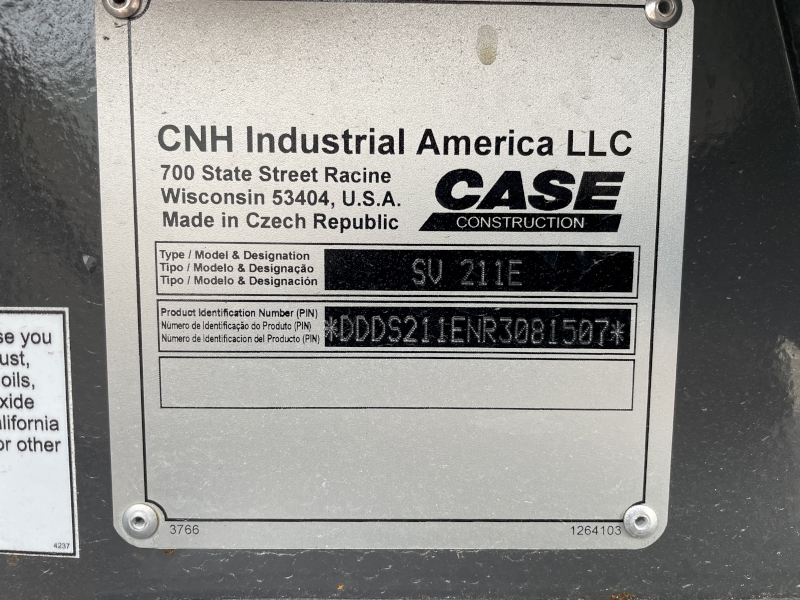 CNH Industrial America LLC
700 State Street Racine
Wisconsin 53404, U.S.A.
Made in Czech Republic
CASE
CONSTRUCTION
Type / Model & Designation
Tipo / Modelo & Designação
Tipo / Modelo & Designación
SV 211E
Product Identification Number (PIN)
Número de Identificação do Produto (PIN)
Número de Identificacion del Producto (PIN)
*DDDS211ENR3081507*
3766
1264103
se you
ust,
oils,
xide
alifornia
or other
4237